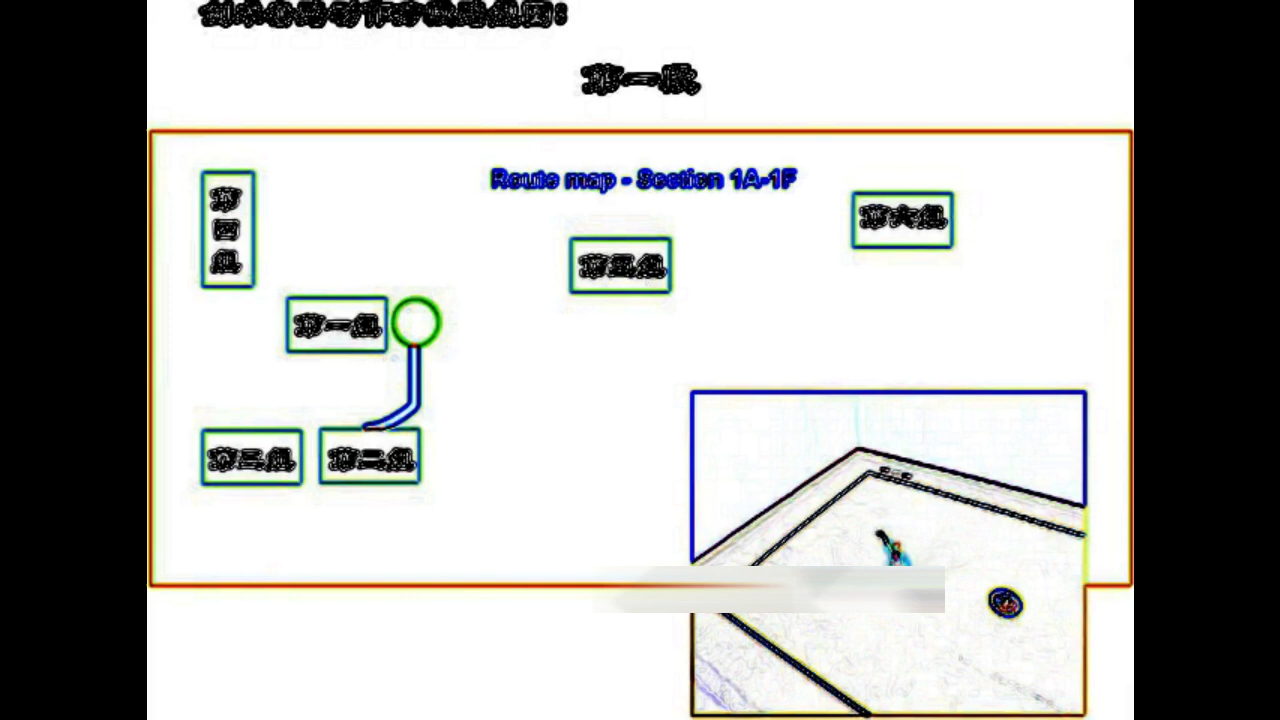 第一段
Route map - Section 1A-1F
第四组
第六组
第五组
第一组
第三组
第二组